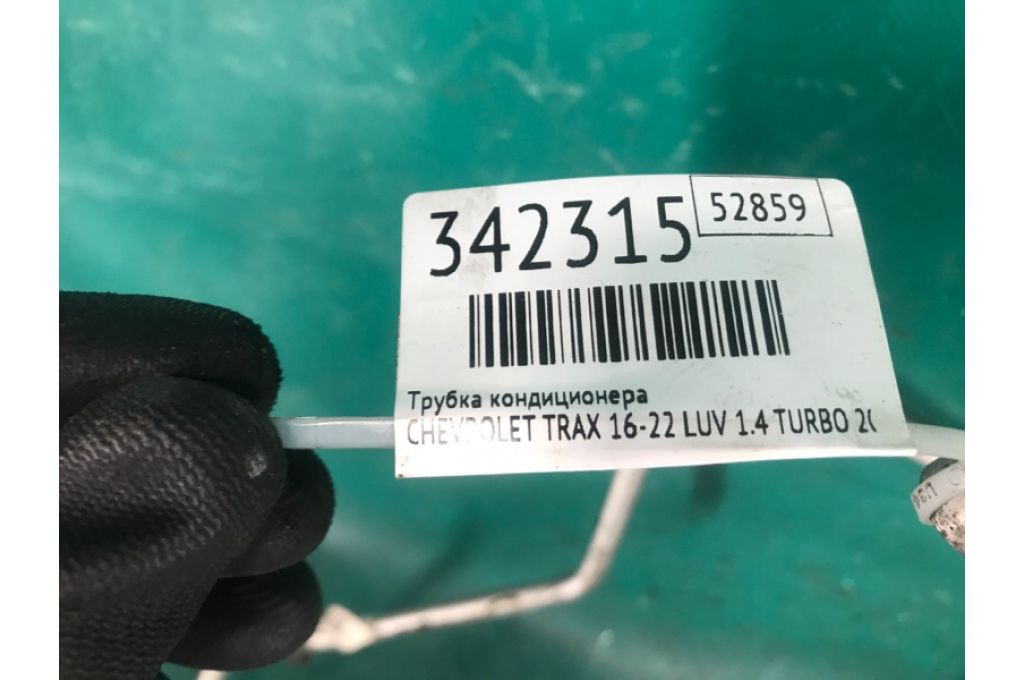 342315
52859
Трубка кондиционера
CHEVROLET TRAX 16-22 LUV 1.4 TURBO